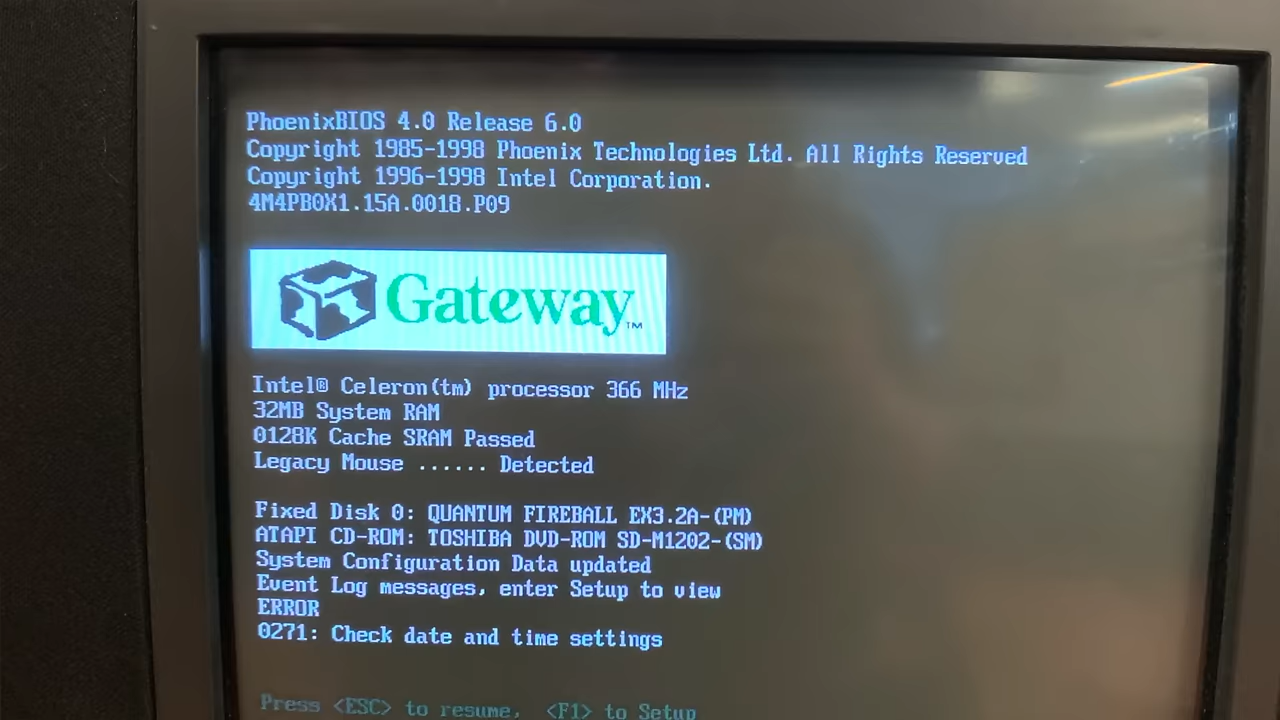 PhoenixBIOS 4.0 Release 6.0
Copyright 1985-1998 Phoenix Technologies Ltd. All Rights Reserved
Copyright 1996-1998 Intel Corporation.
4M4PB0X1.15A.0018.P09
Gateway™
Intel® Celeron(tm) processor 366 MHz
32MB System RAM
0128K Cache SRAM Passed
Legacy Mouse ...... Detected
Fixed Disk 0: QUANTUM FIREBALL EX3.2A-(PM)
ATAPI CD-ROM: TOSHIBA DVD-ROM SD-M1202-(SM)
System Configuration Data updated
Event Log messages, enter Setup to view
ERROR
0271: Check date and time settings
Press <ESC> to resume, <F1> to Setup